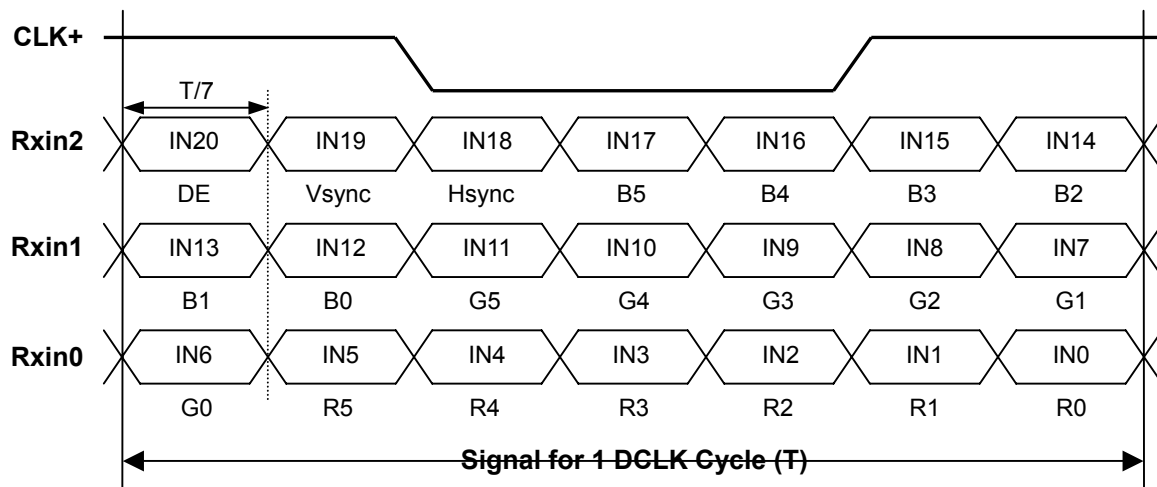 CLK+
T/7
Rxin2 IN20 IN19 IN18 IN17 IN16 IN15 IN14
DE Vsync Hsync B5 B4 B3 B2
Rxin1 IN13 IN12 IN11 IN10 IN9 IN8 IN7
B1 B0 G5 G4 G3 G2 G1
Rxin0 IN6 IN5 IN4 IN3 IN2 IN1 IN0
G0 R5 R4 R3 R2 R1 R0
Signal for 1 DCLK Cycle (T)